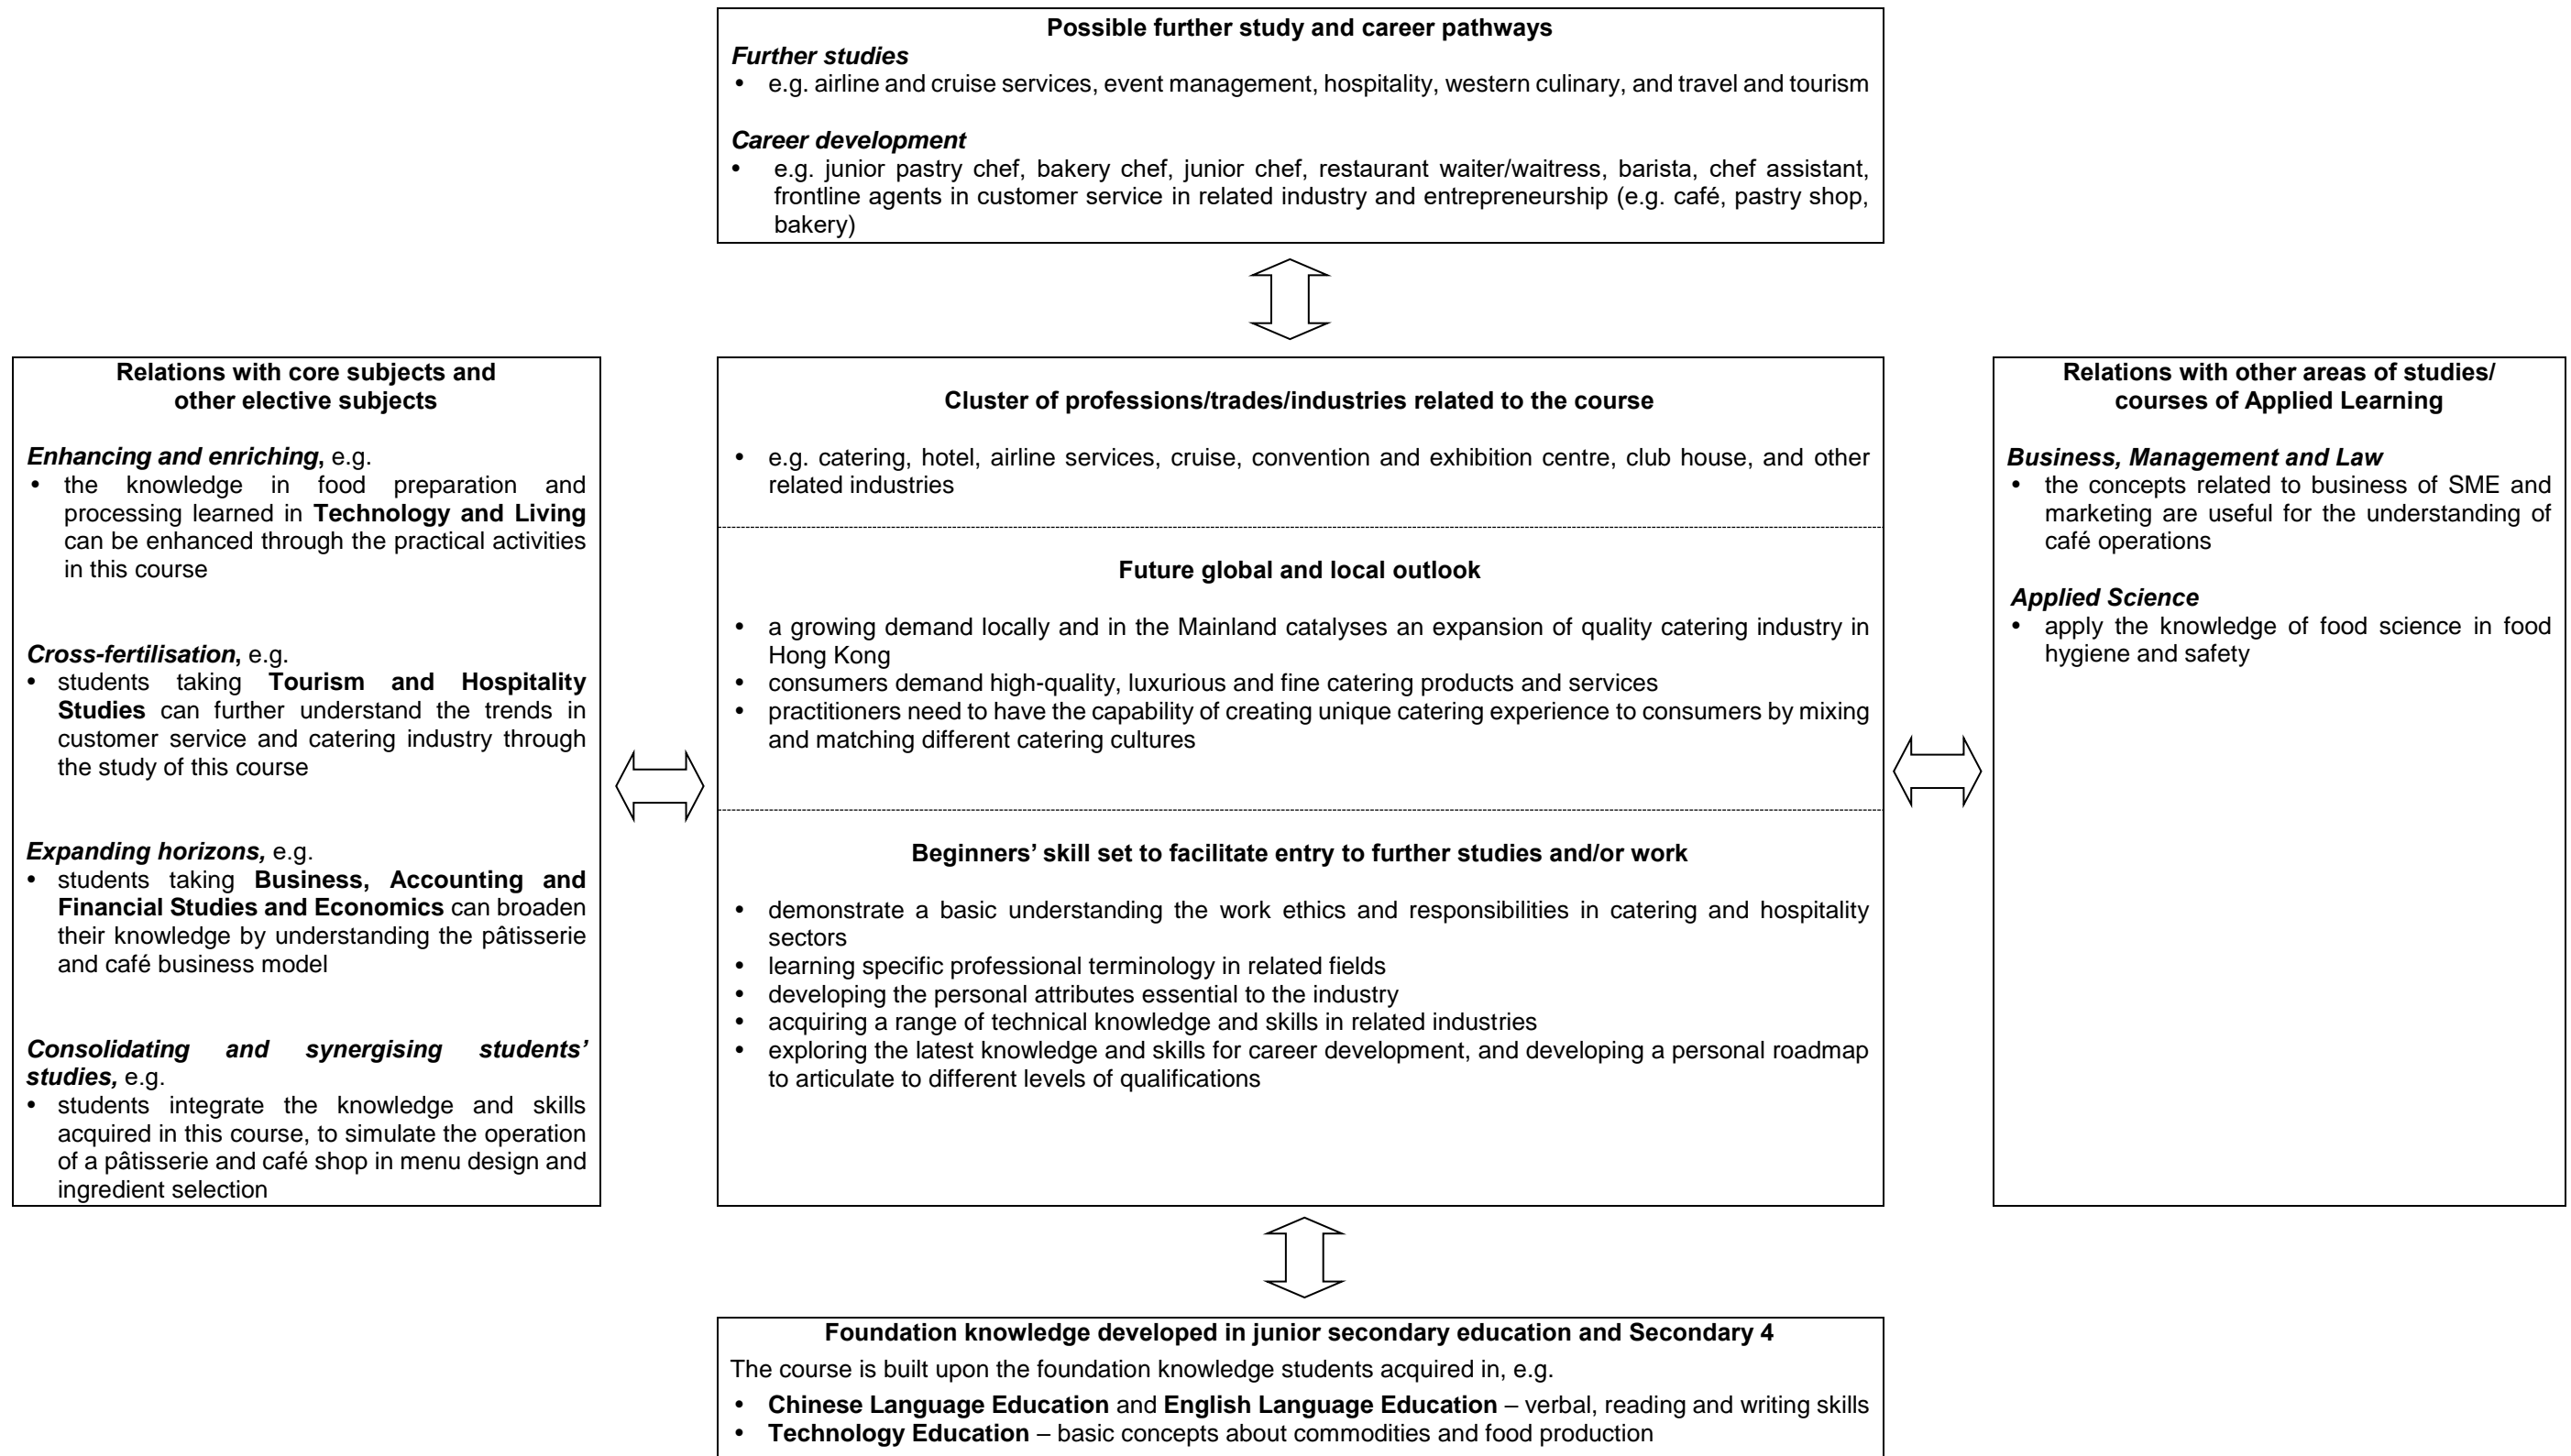 Possible further study and career pathways
Further studies
• e.g. airline and cruise services, event management, hospitality, western culinary, and travel and tourism
Career development
• e.g. junior pastry chef, bakery chef, junior chef, restaurant waiter/waitress, barista, chef assistant,
frontline agents in customer service in related industry and entrepreneurship (e.g. café, pastry shop,
bakery)
Relations with core subjects and
other elective subjects
Enhancing and enriching, e.g.
• the knowledge in food preparation and
processing learned in Technology and Living
can be enhanced through the practical activities
in this course
Cross-fertilisation, e.g.
• students taking Tourism and Hospitality
Studies can further understand the trends in
customer service and catering industry through
the study of this course
Expanding horizons, e.g.
• students taking Business, Accounting and
Financial Studies and Economics can broaden
their knowledge by understanding the pâtisserie
and café business model
Consolidating and synergising students’
studies, e.g.
• students integrate the knowledge and skills
acquired in this course, to simulate the operation
of a pâtisserie and café shop in menu design and
ingredient selection
Cluster of professions/trades/industries related to the course
• e.g. catering, hotel, airline services, cruise, convention and exhibition centre, club house, and other
related industries
Future global and local outlook
• a growing demand locally and in the Mainland catalyses an expansion of quality catering industry in
Hong Kong
• consumers demand high-quality, luxurious and fine catering products and services
• practitioners need to have the capability of creating unique catering experience to consumers by mixing
and matching different catering cultures
Beginners’ skill set to facilitate entry to further studies and/or work
• demonstrate a basic understanding the work ethics and responsibilities in catering and hospitality
sectors
• learning specific professional terminology in related fields
• developing the personal attributes essential to the industry
• acquiring a range of technical knowledge and skills in related industries
• exploring the latest knowledge and skills for career development, and developing a personal roadmap
to articulate to different levels of qualifications
Relations with other areas of studies/
courses of Applied Learning
Business, Management and Law
• the concepts related to business of SME and
marketing are useful for the understanding of
café operations
Applied Science
• apply the knowledge of food science in food
hygiene and safety
Foundation knowledge developed in junior secondary education and Secondary 4
The course is built upon the foundation knowledge students acquired in, e.g.
• Chinese Language Education and English Language Education – verbal, reading and writing skills
• Technology Education – basic concepts about commodities and food production